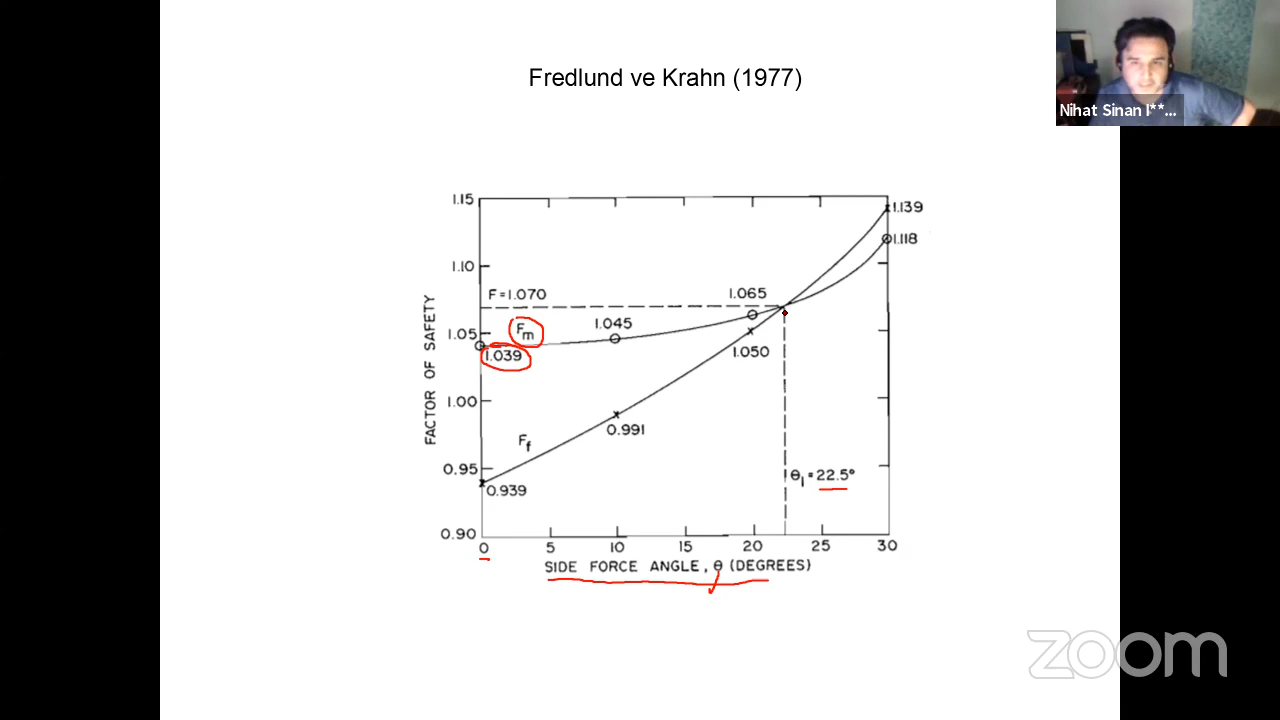 Fredlund ve Krahn (1977)
Nihat Sinan I**...
1.15
1.139
1.118
1.10
F = 1.070
1.065
1.045
Fm
1.05
1.039
1.050
FACTOR OF SAFETY
1.00
0.991
Ff
0.95
θi = 22.5°
0.939
0.90
0 5 10 15 20 25 30
SIDE FORCE ANGLE, θ (DEGREES)
zoom